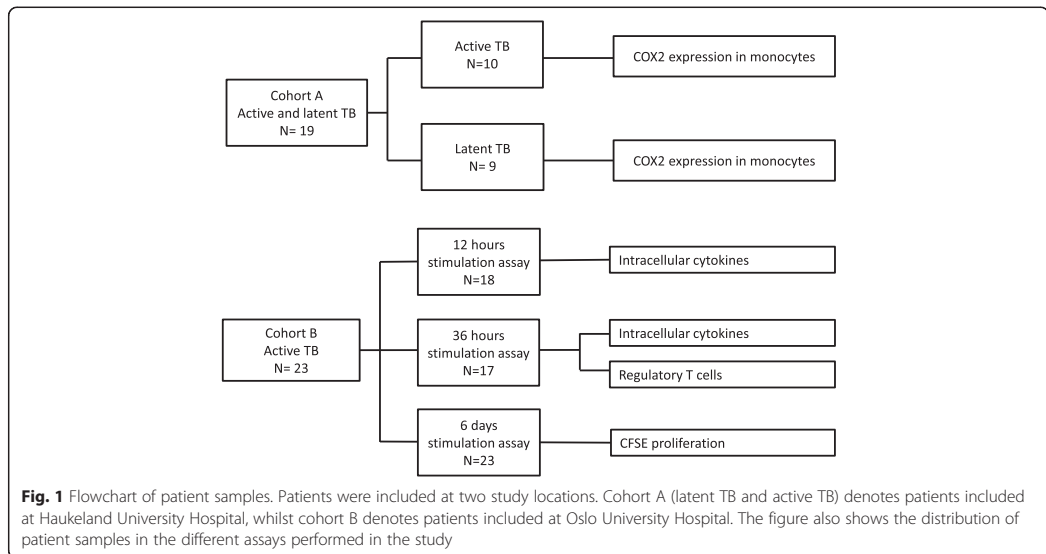 Cohort A
Active and latent TB
N= 19
Active TB
N=10
COX2 expression in monocytes
Latent TB
N= 9
COX2 expression in monocytes
Cohort B
Active TB
N= 23
12 hours
stimulation assay
N=18
Intracellular cytokines
36 hours
stimulation assay
N=17
Intracellular cytokines
Regulatory T cells
6 days
stimulation assay
N=23
CFSE proliferation
Fig. 1 Flowchart of patient samples. Patients were included at two study locations. Cohort A (latent TB and active TB) denotes patients included
at Haukeland University Hospital, whilst cohort B denotes patients included at Oslo University Hospital. The figure also shows the distribution of
patient samples in the different assays performed in the study